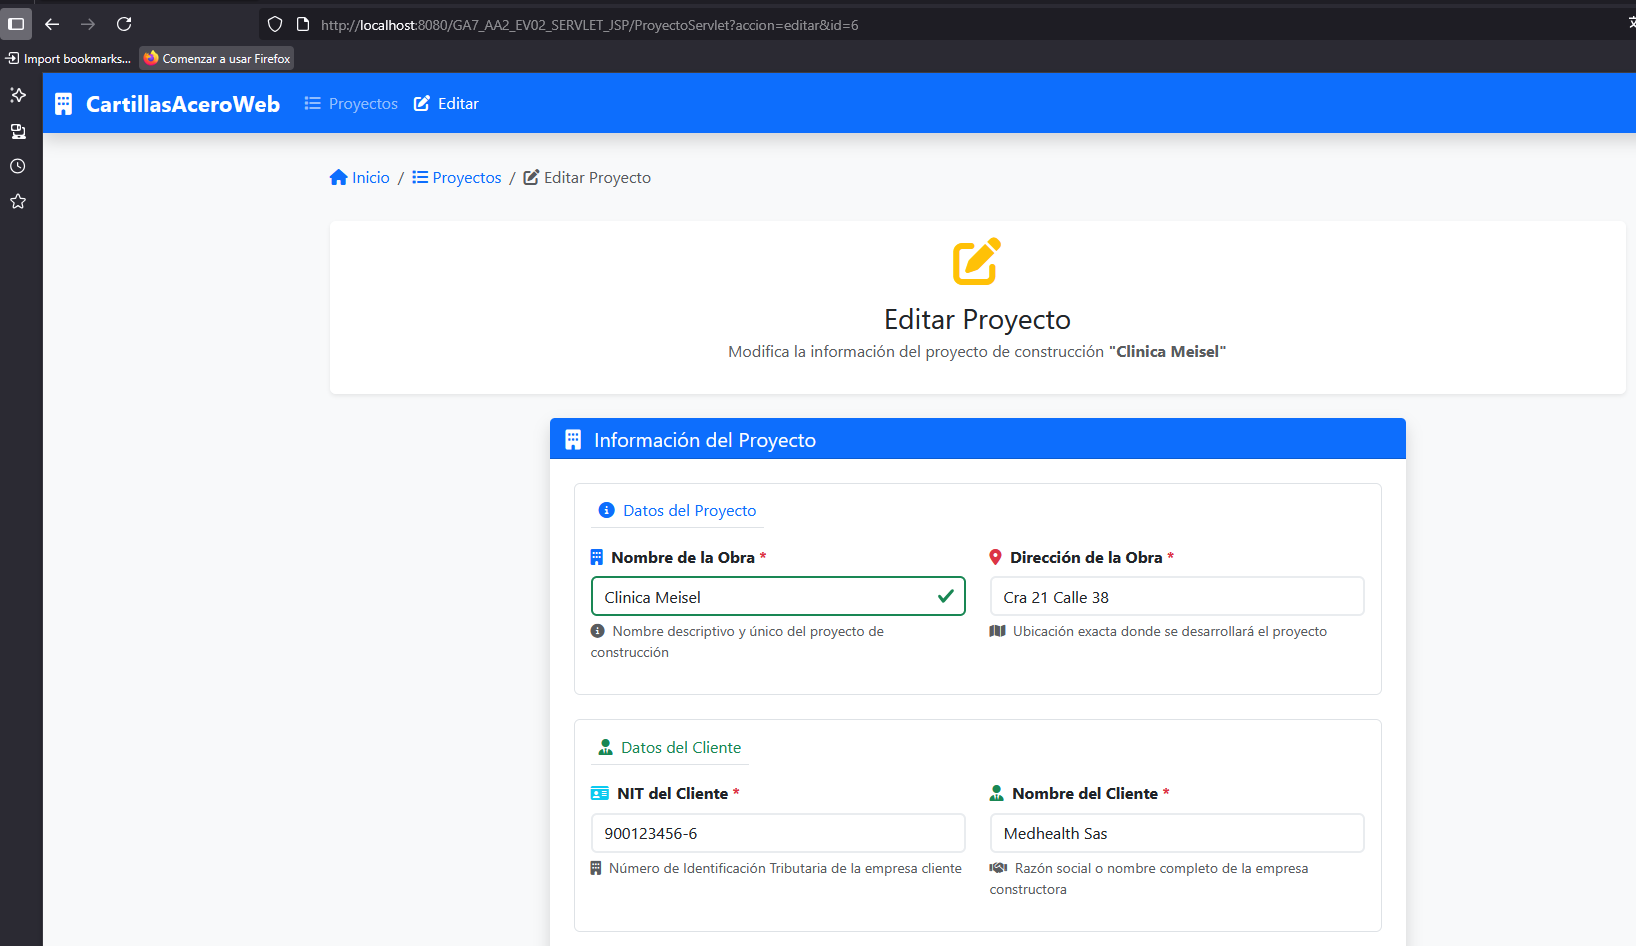 http://localhost:8080/GA7_AA2_EV02_SERVLET_JSP/ProyectoServlet?accion=editar&id=6
Import bookmarks... Comenzar a usar Firefox
CartillasAceroWeb Proyectos Editar
Inicio / Proyectos / Editar Proyecto
Editar Proyecto
Modifica la información del proyecto de construcción "Clinica Meisel"
Información del Proyecto
Datos del Proyecto
Nombre de la Obra * Dirección de la Obra *
Clinica Meisel Cra 21 Calle 38
Nombre descriptivo y único del proyecto de Ubicación exacta donde se desarrollará el proyecto
construcción
Datos del Cliente
NIT del Cliente * Nombre del Cliente *
900123456-6 Medhealth Sas
Número de Identificación Tributaria de la empresa cliente Razón social o nombre completo de la empresa
constructora